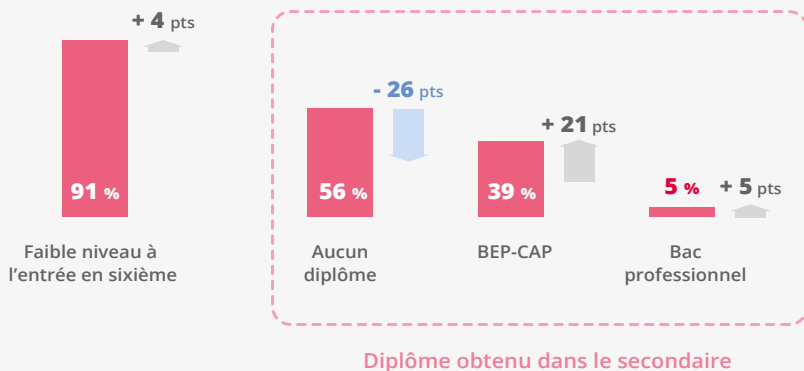 + 4 pts
91 %
Faible niveau à
l’entrée en sixième
- 26 pts
56 %
Aucun
diplôme
+ 21 pts
39 %
BEP-CAP
5 %
+ 5 pts
Bac
professionnel
Diplôme obtenu dans le secondaire